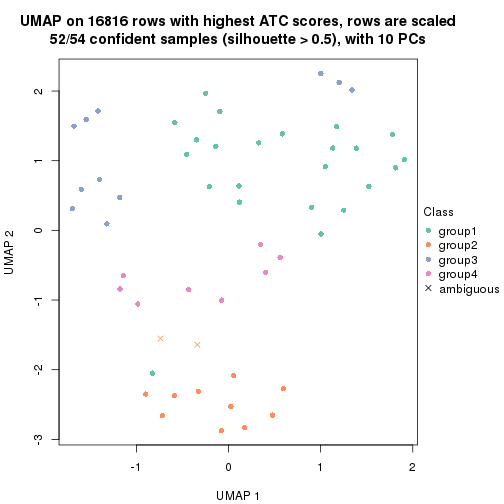 UMAP on 16816 rows with highest ATC scores, rows are scaled
52/54 confident samples (silhouette > 0.5), with 10 PCs
2
1
0
-1
-2
-3
UMAP 2
-1
0
1
2
UMAP 1
Class
group1
group2
group3
group4
ambiguous